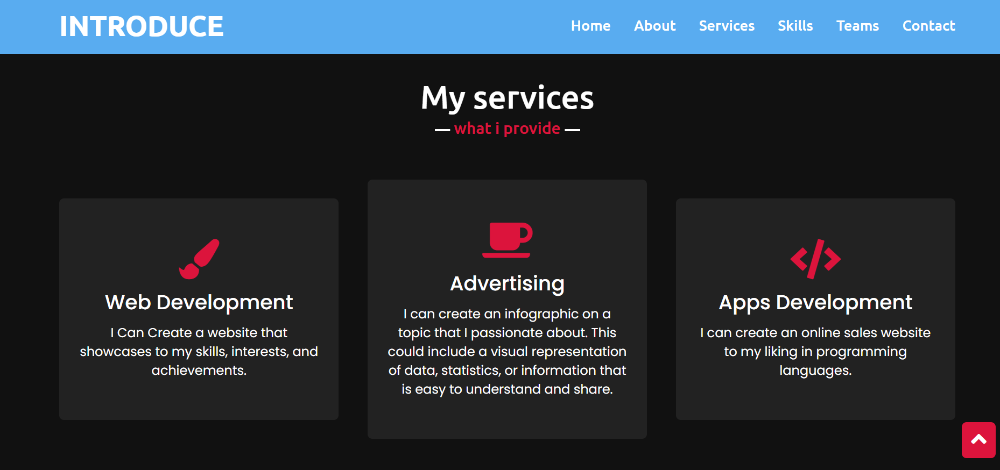 INTRODUCE
Home About Services Skills Teams Contact
My services
— what i provide —
Web Development
I Can Create a website that
showcases to my skills, interests, and
achievements.
Advertising
I can create an infographic on a
topic that I passionate about. This
could include a visual representation
of data, statistics, or information that
is easy to understand and share.
Apps Development
I can create an online sales website
to my liking in programming
languages.